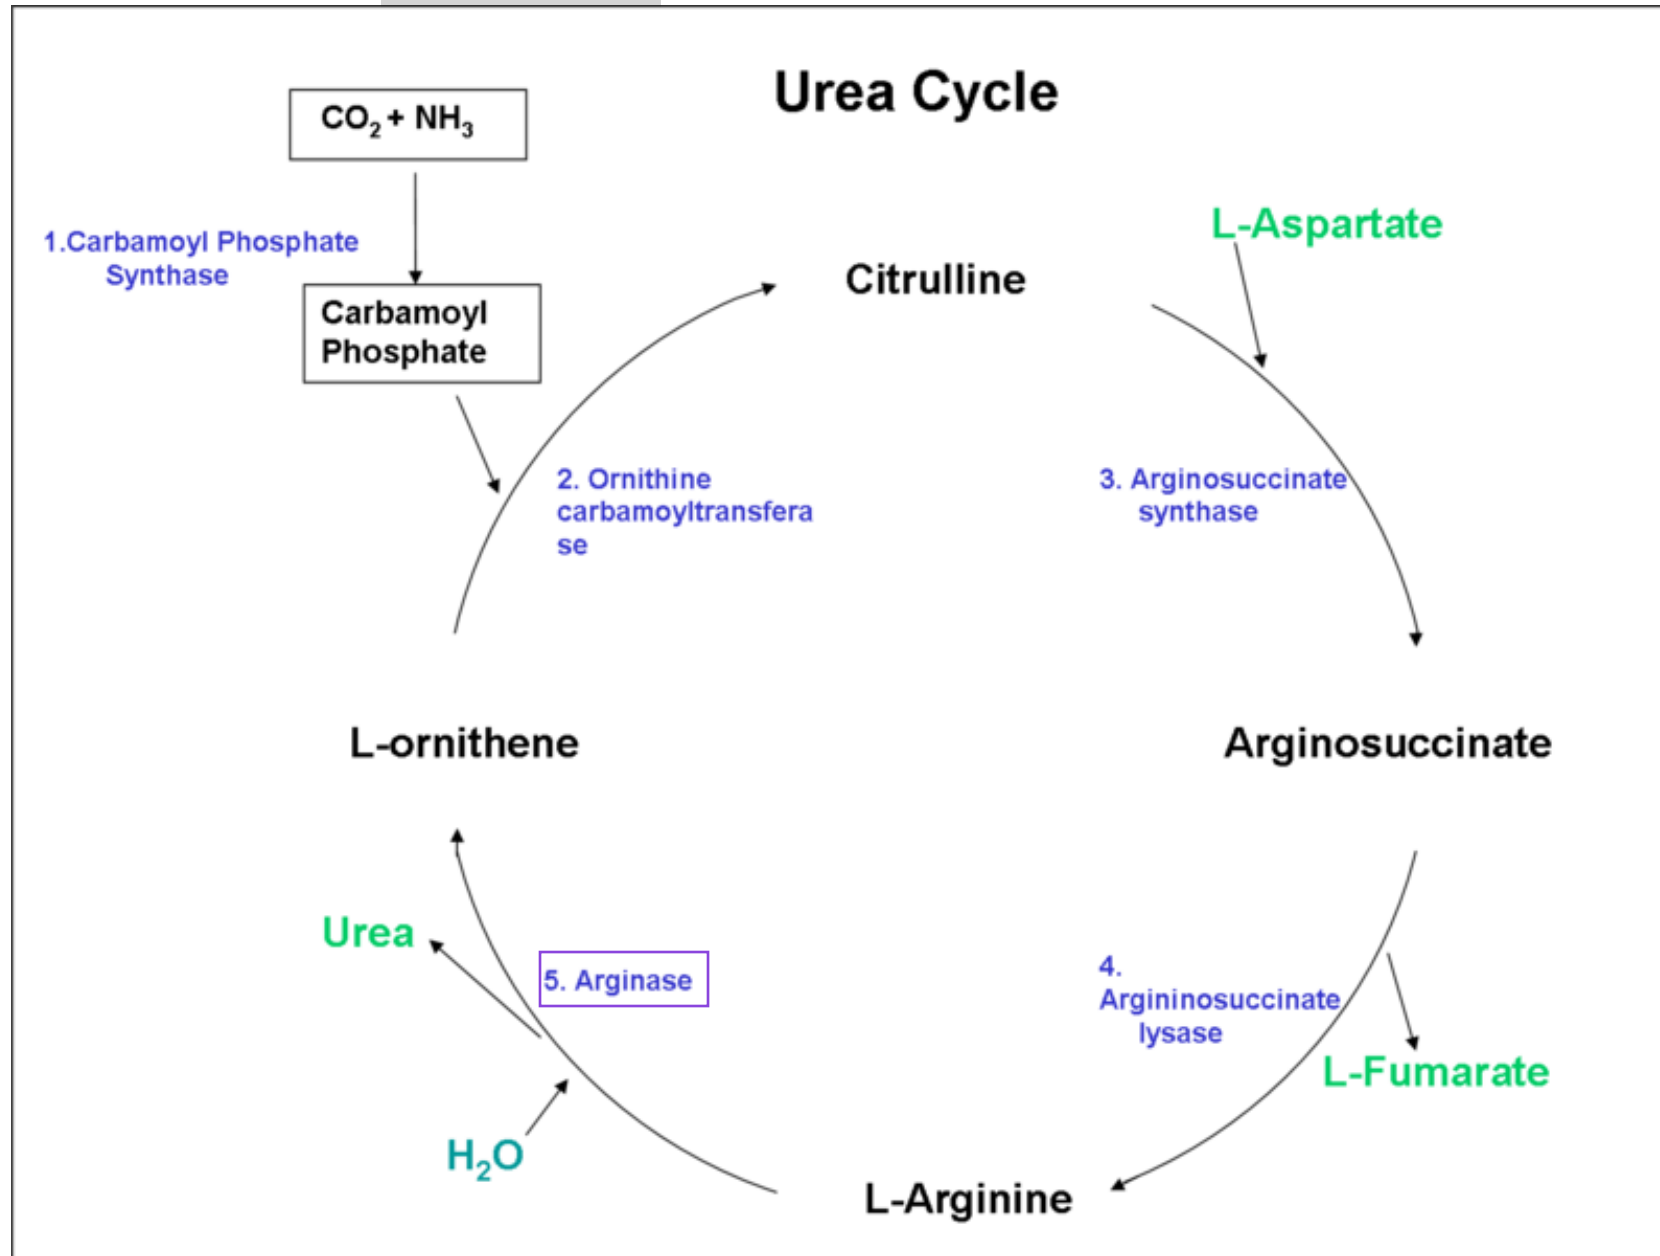 Urea Cycle
CO₂ + NH₃
1.Carbamoyl Phosphate
Synthase
Carbamoyl
Phosphate
L-Aspartate
Citrulline
2. Ornithine
carbamoyltransfera
se
3. Arginosuccinate
synthase
L-ornithene
Arginosuccinate
Urea
5. Arginase
4.
Argininosuccinate
lysase
L-Fumarate
H₂O
L-Arginine